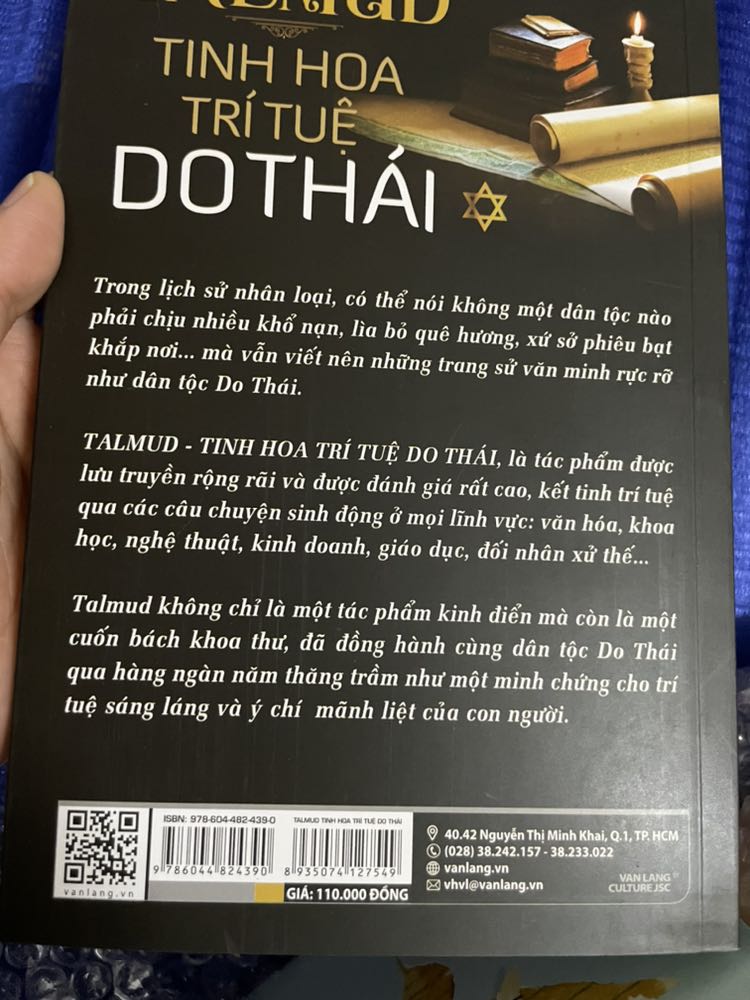 TALMUD
TINH HOA
TRÍ TUỆ
DO THÁI
Trong lịch sử nhân loại, có thể nói không một dân tộc nào
phải chịu nhiều khổ nạn, lìa bỏ quê hương, xứ sở phiêu bạt
khắp nơi... mà vẫn viết nên những trang sử văn minh rực rỡ
như dân tộc Do Thái.
TALMUD - TINH HOA TRÍ TUỆ DO THÁI, là tác phẩm được
lưu truyền rộng rãi và được đánh giá rất cao, kết tinh trí tuệ
qua các câu chuyện sinh động ở mọi lĩnh vực: văn hóa, khoa
học, nghệ thuật, kinh doanh, giáo dục, đối nhân xử thế...
Talmud không chỉ là một tác phẩm kinh điển mà còn là một
cuốn bách khoa thư, đã đồng hành cùng dân tộc Do Thái
qua hàng ngàn năm thăng trầm như một minh chứng cho trí
tuệ sáng láng và ý chí mãnh liệt của con người.
vanlang.vn
ISBN: 978-604-482-439-0
9 786044 824390
TALMUD TINH HOA TRÍ TUỆ DO THÁI
8 935074 127549
GIÁ: 110.000 ĐỒNG
40.42 Nguyễn Thị Minh Khai, Q.1, TP. HCM
(028) 38.242.157 - 38.233.022
vanlang.vn
vhvl@vanlang.vn
VAN LANG
CULTURE JSC